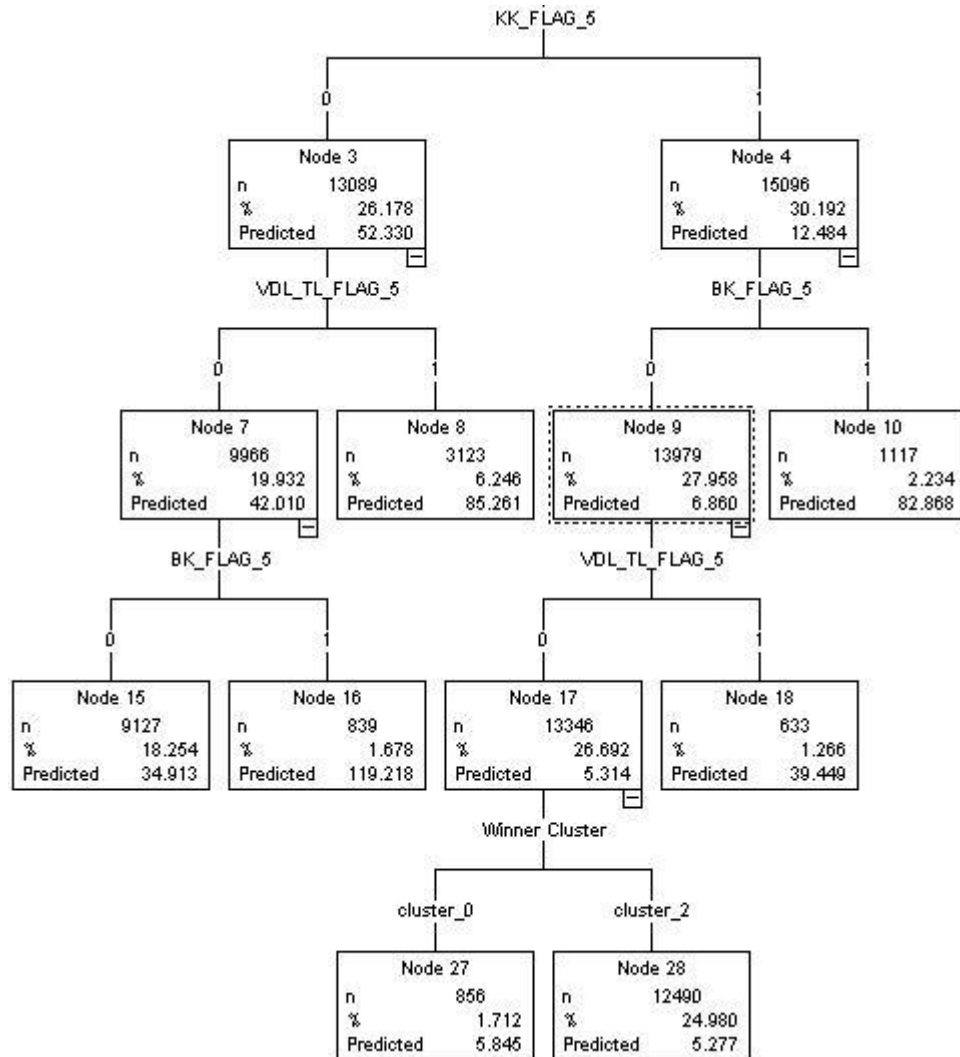 KK_FLAG_5
0 1
Node 3
n 13089
% 26.178
Predicted 52.330
Node 4
n 15096
% 30.192
Predicted 12.484
VDL_TL_FLAG_5
BK_FLAG_5
0 1
0 1
Node 7
n 9966
% 19.932
Predicted 42.010
Node 8
n 3123
% 6.246
Predicted 85.261
Node 9
n 13979
% 27.958
Predicted 6.860
Node 10
n 1117
% 2.234
Predicted 82.868
BK_FLAG_5
VDL_TL_FLAG_5
0 1
0 1
Node 15
n 9127
% 18.254
Predicted 34.913
Node 16
n 839
% 1.678
Predicted 119.218
Node 17
n 13346
% 26.692
Predicted 5.314
Node 18
n 633
% 1.266
Predicted 39.449
Winner Cluster
cluster_0 cluster_2
Node 27
n 856
% 1.712
Predicted 5.845
Node 28
n 12490
% 24.980
Predicted 5.277